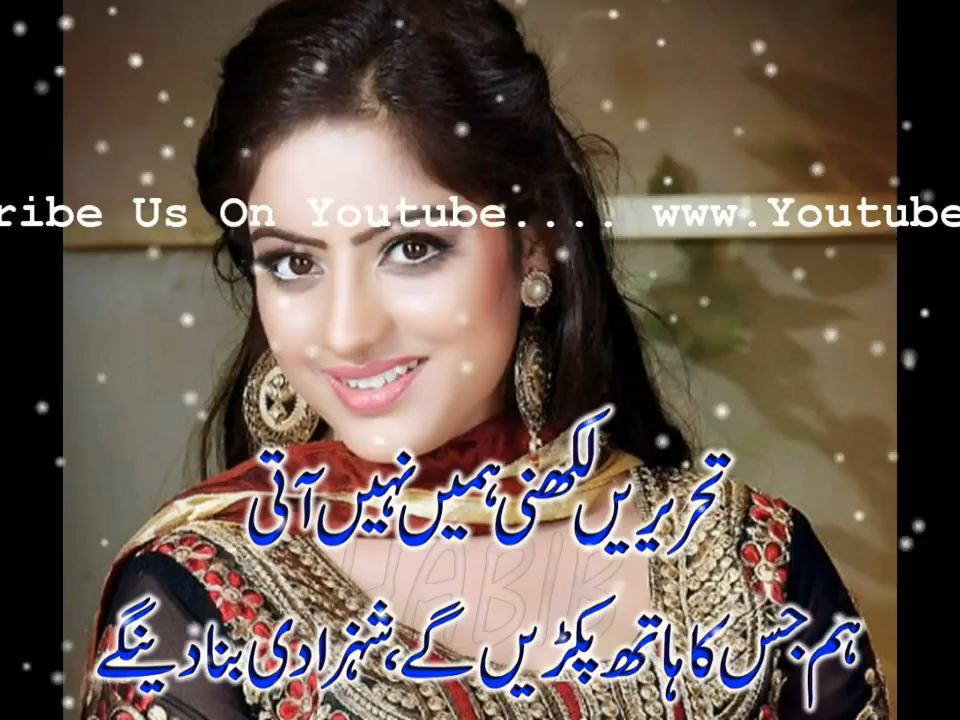 ribe Us On Youtube.... www.Youtube
تحریریں لکھنی ہمیں نہیں آتی
HABIB
ہم جس کا ہاتھ پکڑیں گے، شہزادی بنا دینگے